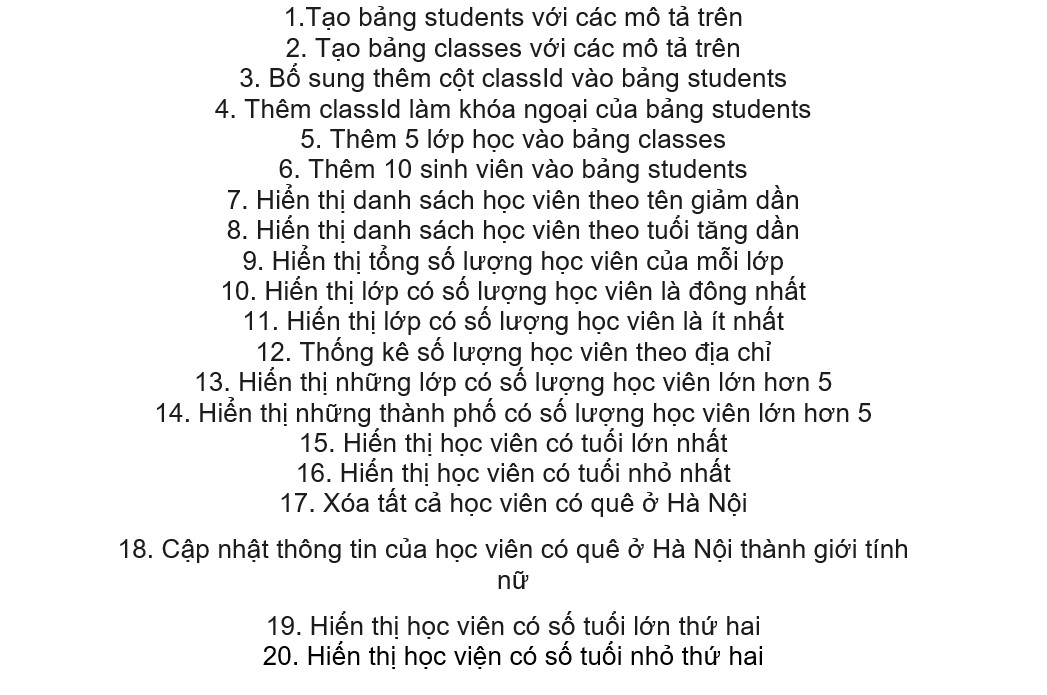 1.Tạo bảng students với các mô tả trên
2. Tạo bảng classes với các mô tả trên
3. Bổ sung thêm cột classId vào bảng students
4. Thêm classId làm khóa ngoại của bảng students
5. Thêm 5 lớp học vào bảng classes
6. Thêm 10 sinh viên vào bảng students
7. Hiển thị danh sách học viên theo tên giảm dần
8. Hiển thị danh sách học viên theo tuổi tăng dần
9. Hiển thị tổng số lượng học viên của mỗi lớp
10. Hiển thị lớp có số lượng học viên là đông nhất
11. Hiển thị lớp có số lượng học viên là ít nhất
12. Thống kê số lượng học viên theo địa chỉ
13. Hiển thị những lớp có số lượng học viên lớn hơn 5
14. Hiển thị những thành phố có số lượng học viên lớn hơn 5
15. Hiển thị học viên có tuổi lớn nhất
16. Hiển thị học viên có tuổi nhỏ nhất
17. Xóa tất cả học viên có quê ở Hà Nội
18. Cập nhật thông tin của học viên có quê ở Hà Nội thành giới tính
nữ
19. Hiển thị học viên có số tuổi lớn thứ hai
20. Hiển thị học viện có số tuổi nhỏ thứ hai